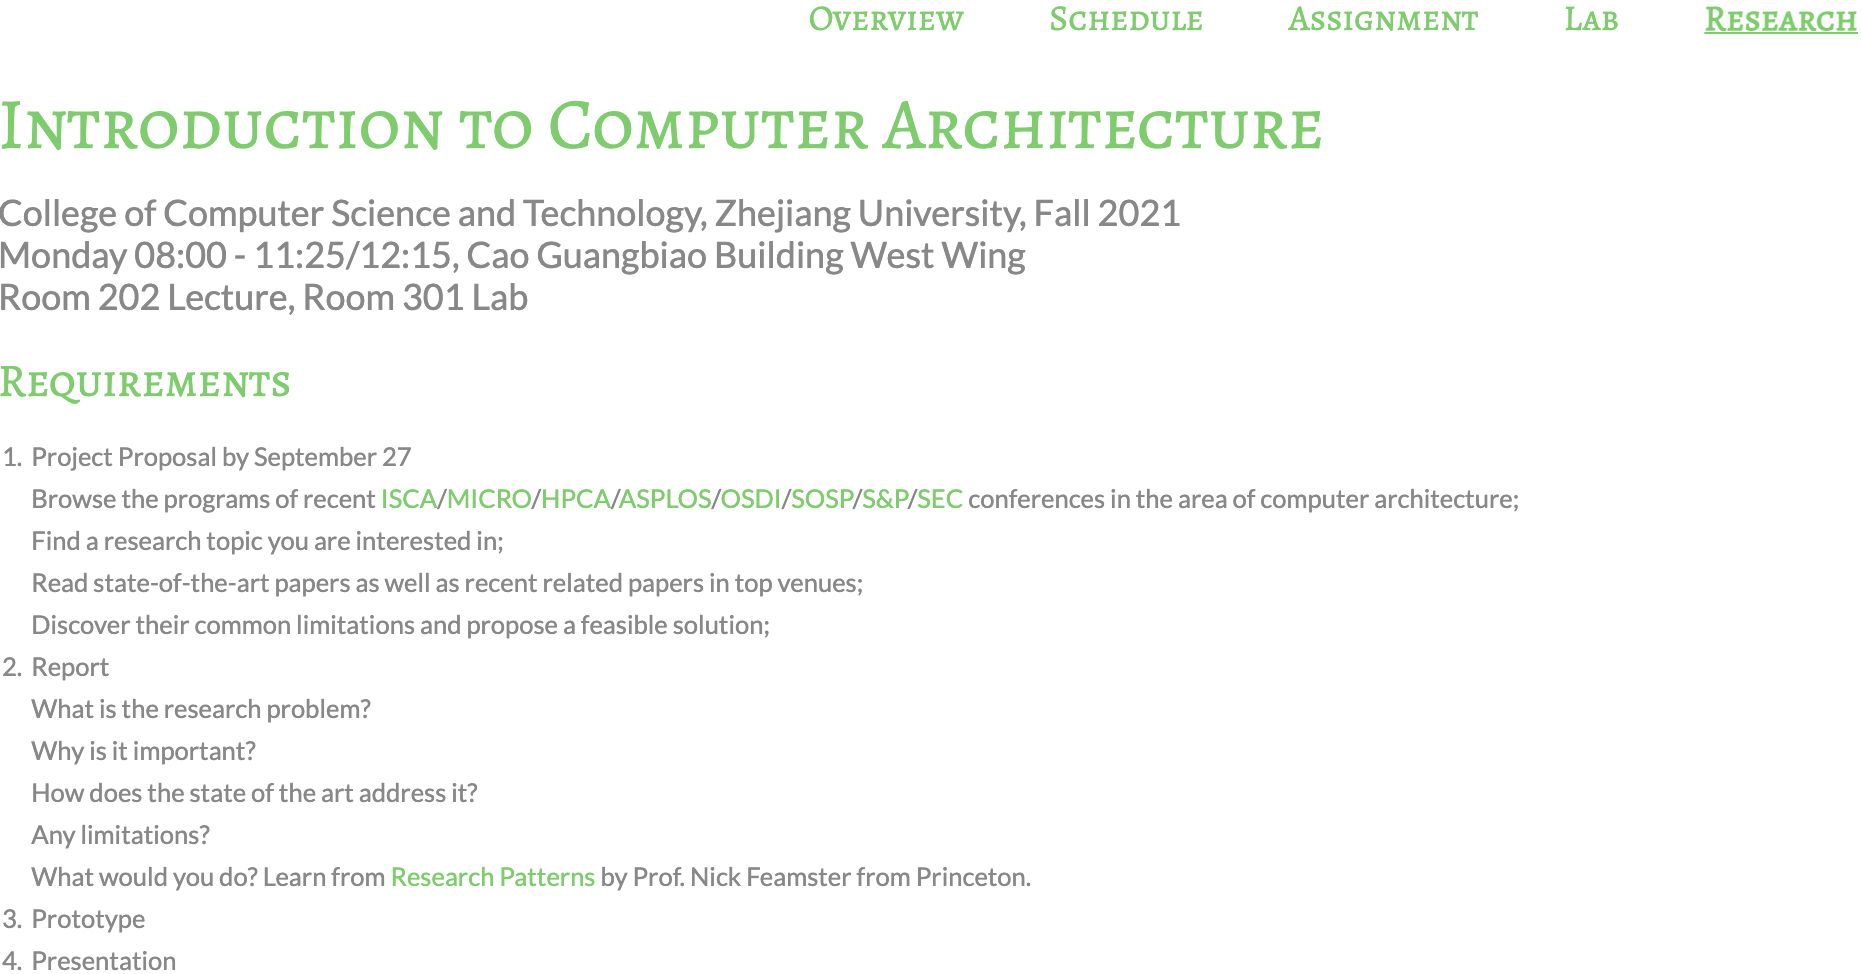 Overview Schedule Assignment Lab Research
Introduction to Computer Architecture
College of Computer Science and Technology, Zhejiang University, Fall 2021
Monday 08:00 - 11:25/12:15, Cao Guangbiao Building West Wing
Room 202 Lecture, Room 301 Lab
Requirements
1. Project Proposal by September 27
Browse the programs of recent ISCA/MICRO/HPCA/ASPLOS/OSDI/SOSP/S&P/SEC conferences in the area of computer architecture;
Find a research topic you are interested in;
Read state-of-the-art papers as well as recent related papers in top venues;
Discover their common limitations and propose a feasible solution;
2. Report
What is the research problem?
Why is it important?
How does the state of the art address it?
Any limitations?
What would you do? Learn from Research Patterns by Prof. Nick Feamster from Princeton.
3. Prototype
4. Presentation